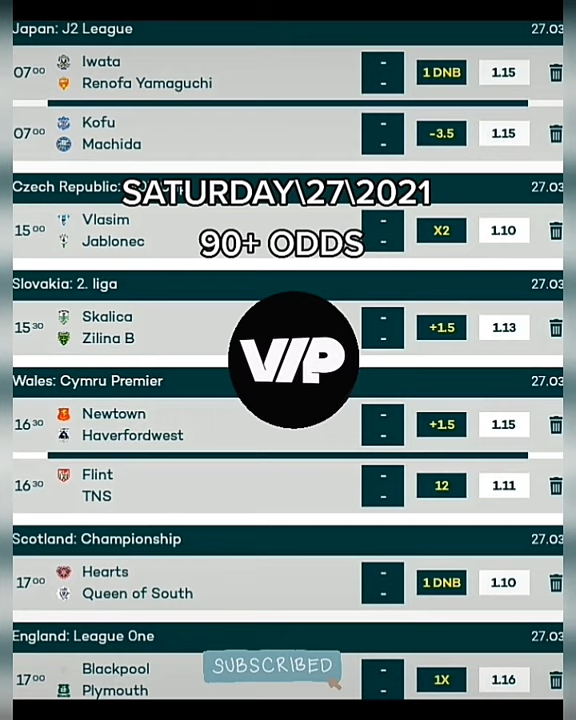 Japan: J2 League 27.03
07 00 Iwata - 1 DNB 1.15
Renofa Yamaguchi -
07 00 Kofu - -3.5 1.15
Machida -
Czech Republic: 27.03
SATURDAY\27\2021
15 00 Vlasim - X2 1.10
Jablonec -
90+ ODDS
Slovakia: 2. liga 27.03
15 30 Skalica - +1.5 1.13
Zilina B -
VIP
Wales: Cymru Premier 27.03
16 30 Newtown - +1.5 1.15
Haverfordwest -
16 30 Flint - 12 1.11
TNS -
Scotland: Championship 27.03
17 00 Hearts - 1 DNB 1.10
Queen of South -
England: League One 27.03
17 00 Blackpool - 1X 1.16
Plymouth -
SUBSCRIBED